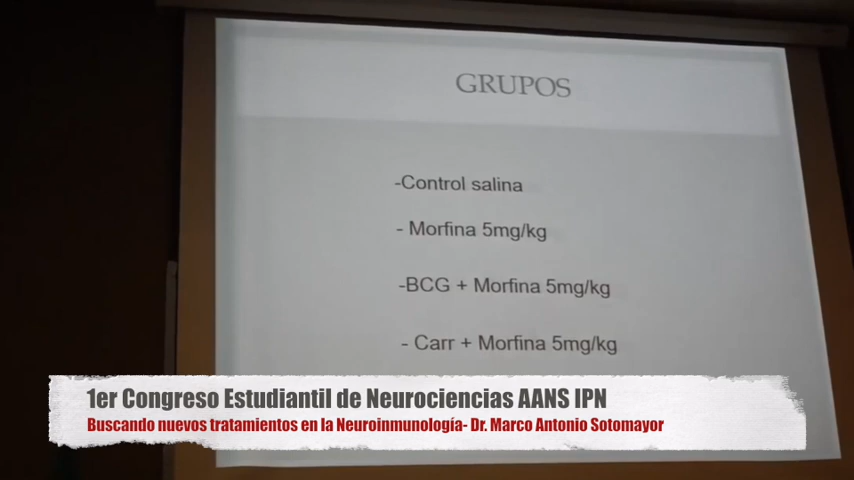 GRUPOS
-Control salina
- Morfina 5mg/kg
-BCG + Morfina 5mg/kg
- Carr + Morfina 5mg/kg
1er Congreso Estudiantil de Neurociencias AANS IPN
Buscando nuevos tratamientos en la Neuroinmunología- Dr. Marco Antonio Sotomayor